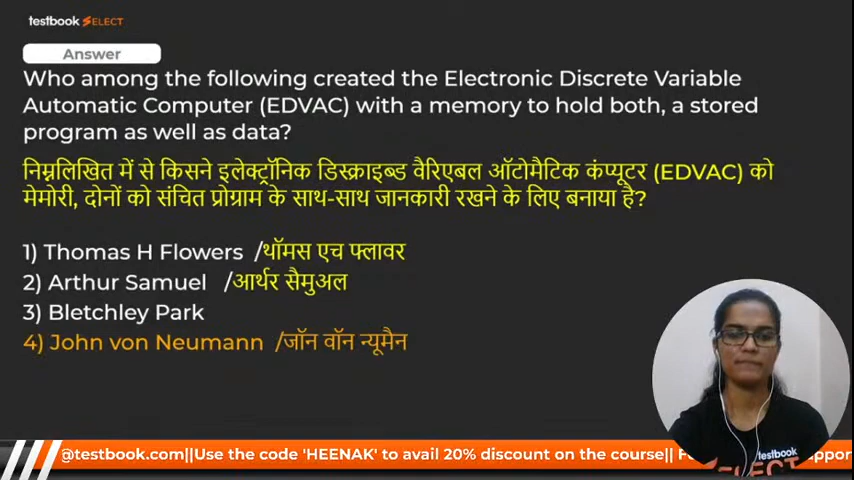 testbook SELECT
Answer
Who among the following created the Electronic Discrete Variable
Automatic Computer (EDVAC) with a memory to hold both, a stored
program as well as data?
निम्नलिखित में से किसने इलेक्ट्रॉनिक डिस्क्राइब्ड वैरिएबल ऑटोमैटिक कंप्यूटर (EDVAC) को
मेमोरी, दोनों को संचित प्रोग्राम के साथ-साथ जानकारी रखने के लिए बनाया है?
1) Thomas H Flowers /थॉमस एच फ्लावर
2) Arthur Samuel /आर्थर सैमुअल
3) Bletchley Park
4) John von Neumann /जॉन वॉन न्यूमैन
testbook
SELECT
@testbook.com||Use the code 'HEENAK' to avail 20% discount on the course||